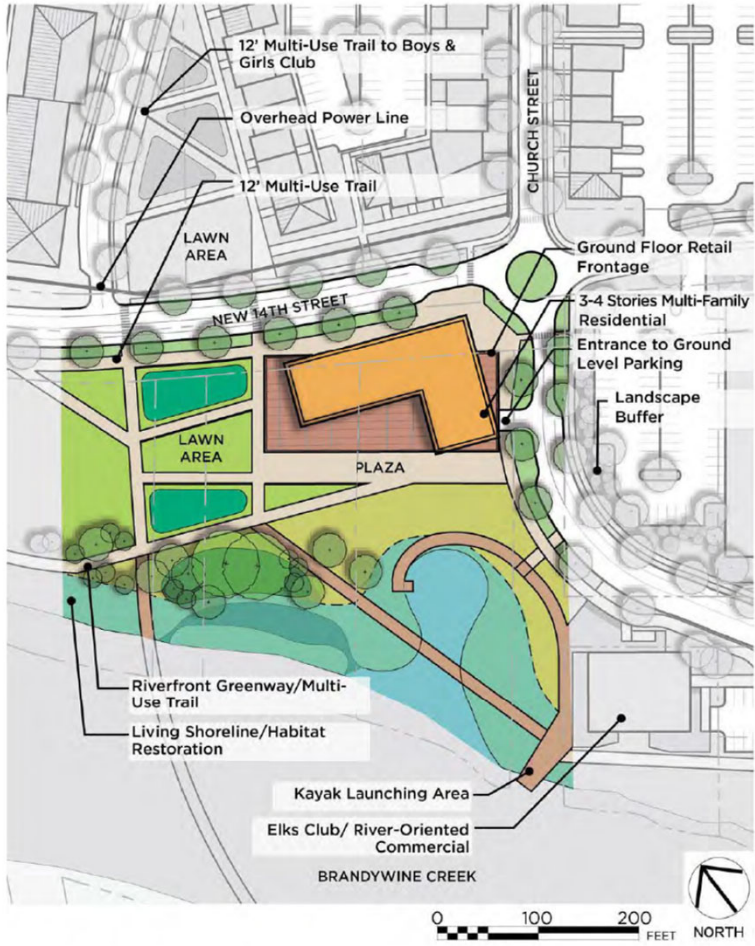 12' Multi-Use Trail to Boys &
Girls Club
CHURCH STREET
Overhead Power Line
12' Multi-Use Trail
LAWN
AREA
Ground Floor Retail
Frontage
NEW 14TH STREET
3-4 Stories Multi-Family
Residential
Entrance to Ground
Level Parking
Landscape
Buffer
LAWN
AREA
PLAZA
Riverfront Greenway/Multi-
Use Trail
Living Shoreline/Habitat
Restoration
Kayak Launching Area
Elks Club/ River-Oriented
Commercial
BRANDYWINE CREEK
0 100 200
FEET
NORTH